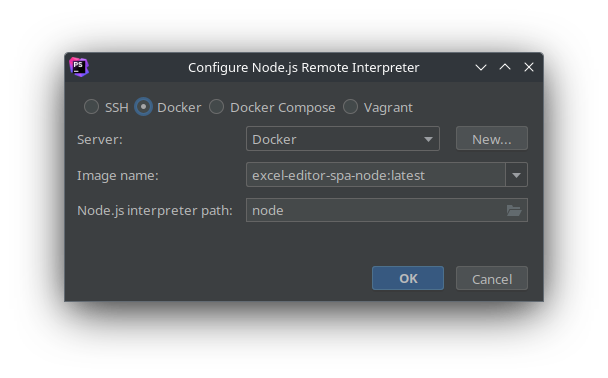 PS
Configure Node.js Remote Interpreter
SSH Docker Docker Compose Vagrant
Server: Docker New...
Image name: excel-editor-spa-node:latest
Node.js interpreter path: node
OK Cancel